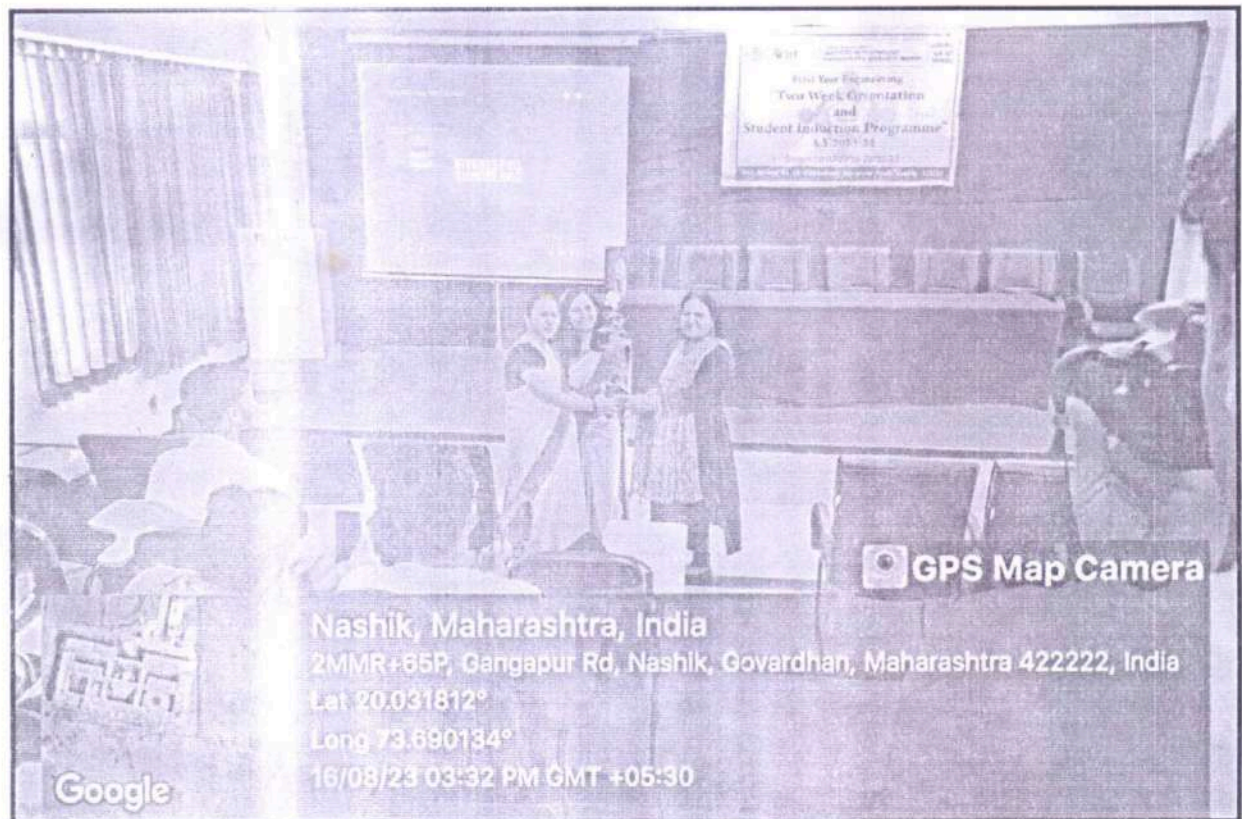 First Year Engineering
"Two Week Orientation
and
Student Induction Programme"
GPS Map Camera
Nashik, Maharashtra, India
2MMR+65P, Gangapur Rd, Nashik, Govardhan, Maharashtra 422222, India
Lat 20.031812°
Long 73.690134°
16/08/23 03:32 PM GMT +05:30
Google